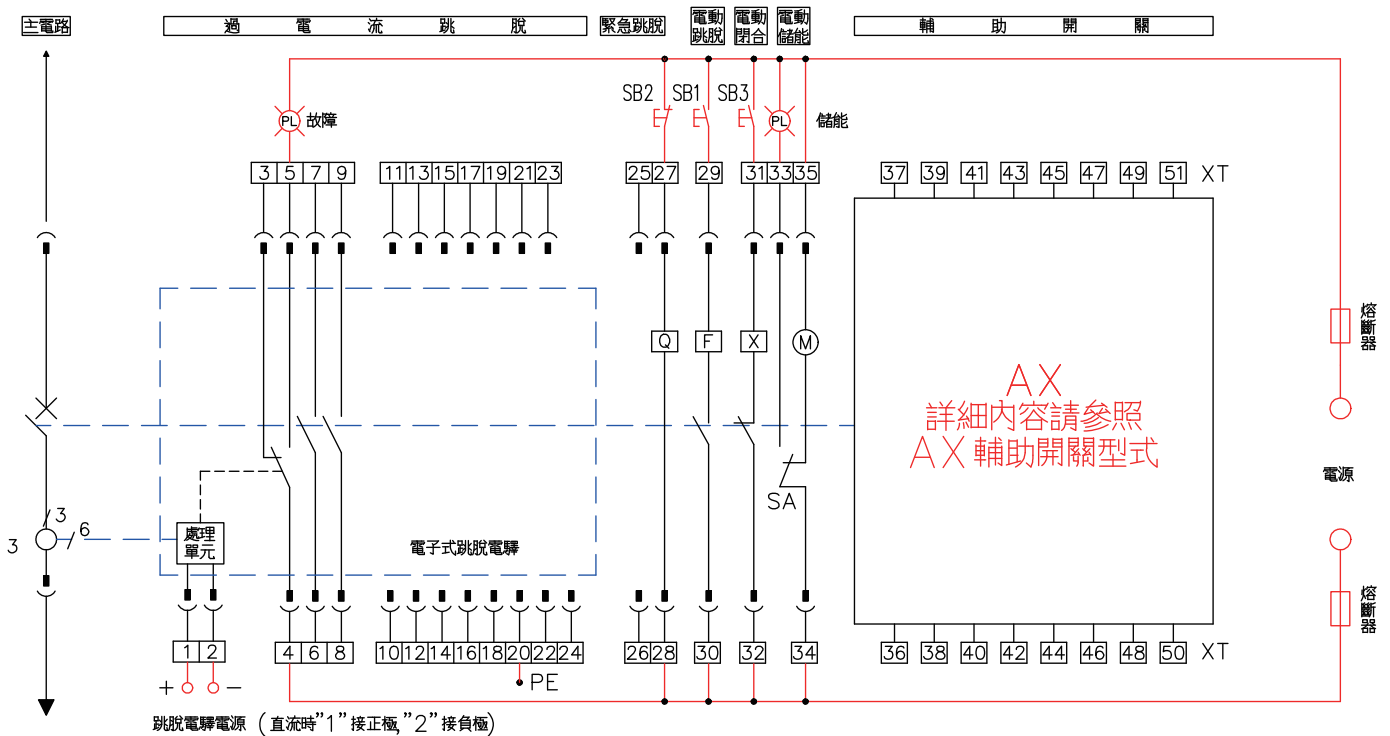 主電路
過電流跳脫
緊急跳脫
電動
跳脫
電動
閉合
電動
儲能
輔助開關
SB2
SB1
SB3
PL 故障
PL 儲能
3 5 7 9
11 13 15 17 19 21 23
25 27
29
31 33 35
37 39 41 43 45 47 49 51 XT
Q
F
X
M
熔斷器
AX
詳細內容請參照
AX 輔助開關型式
電源
SA
3
3
6
處理
單元
電子式跳脫電驛
熔斷器
1 2
4 6 8
10 12 14 16 18 20 22 24
26 28
30
32
34
36 38 40 42 44 46 48 50 XT
+ −
PE
跳脫電驛電源 (直流時"1"接正極,"2"接負極)